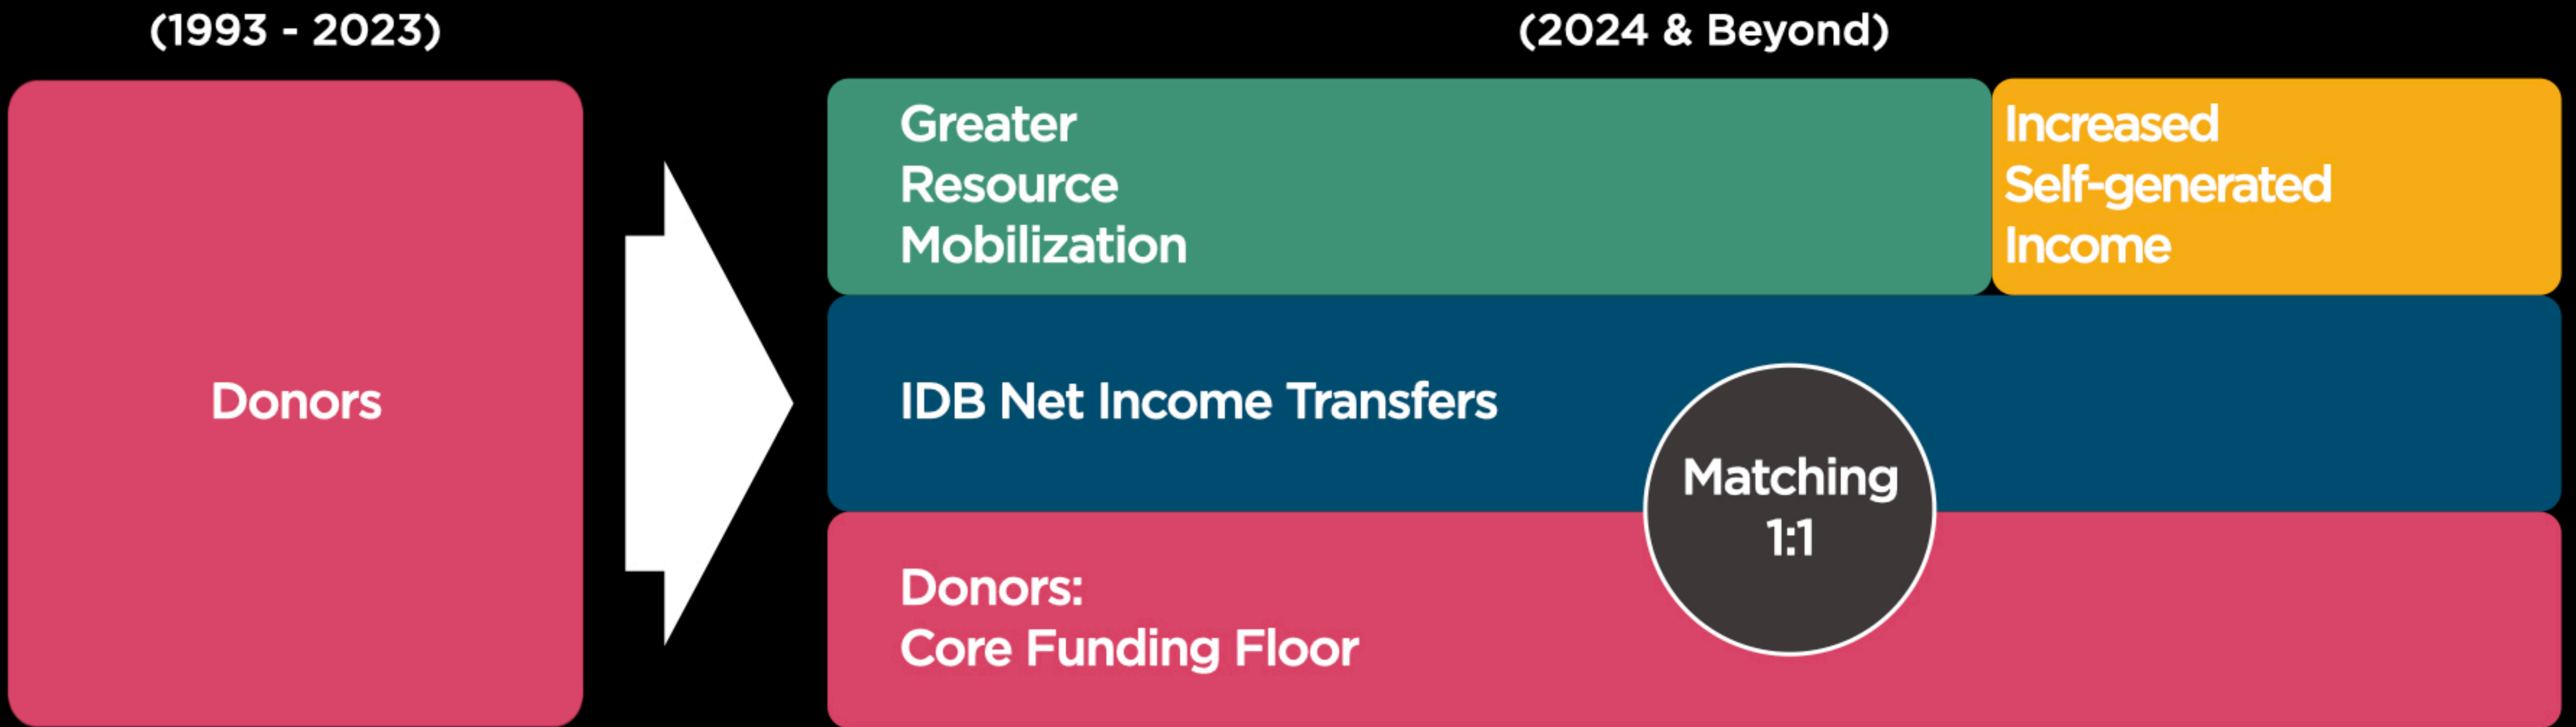 (1993 - 2023)
(2024 & Beyond)
Donors
Greater
Resource
Mobilization
Increased
Self-generated
Income
IDB Net Income Transfers
Matching
1:1
Donors:
Core Funding Floor